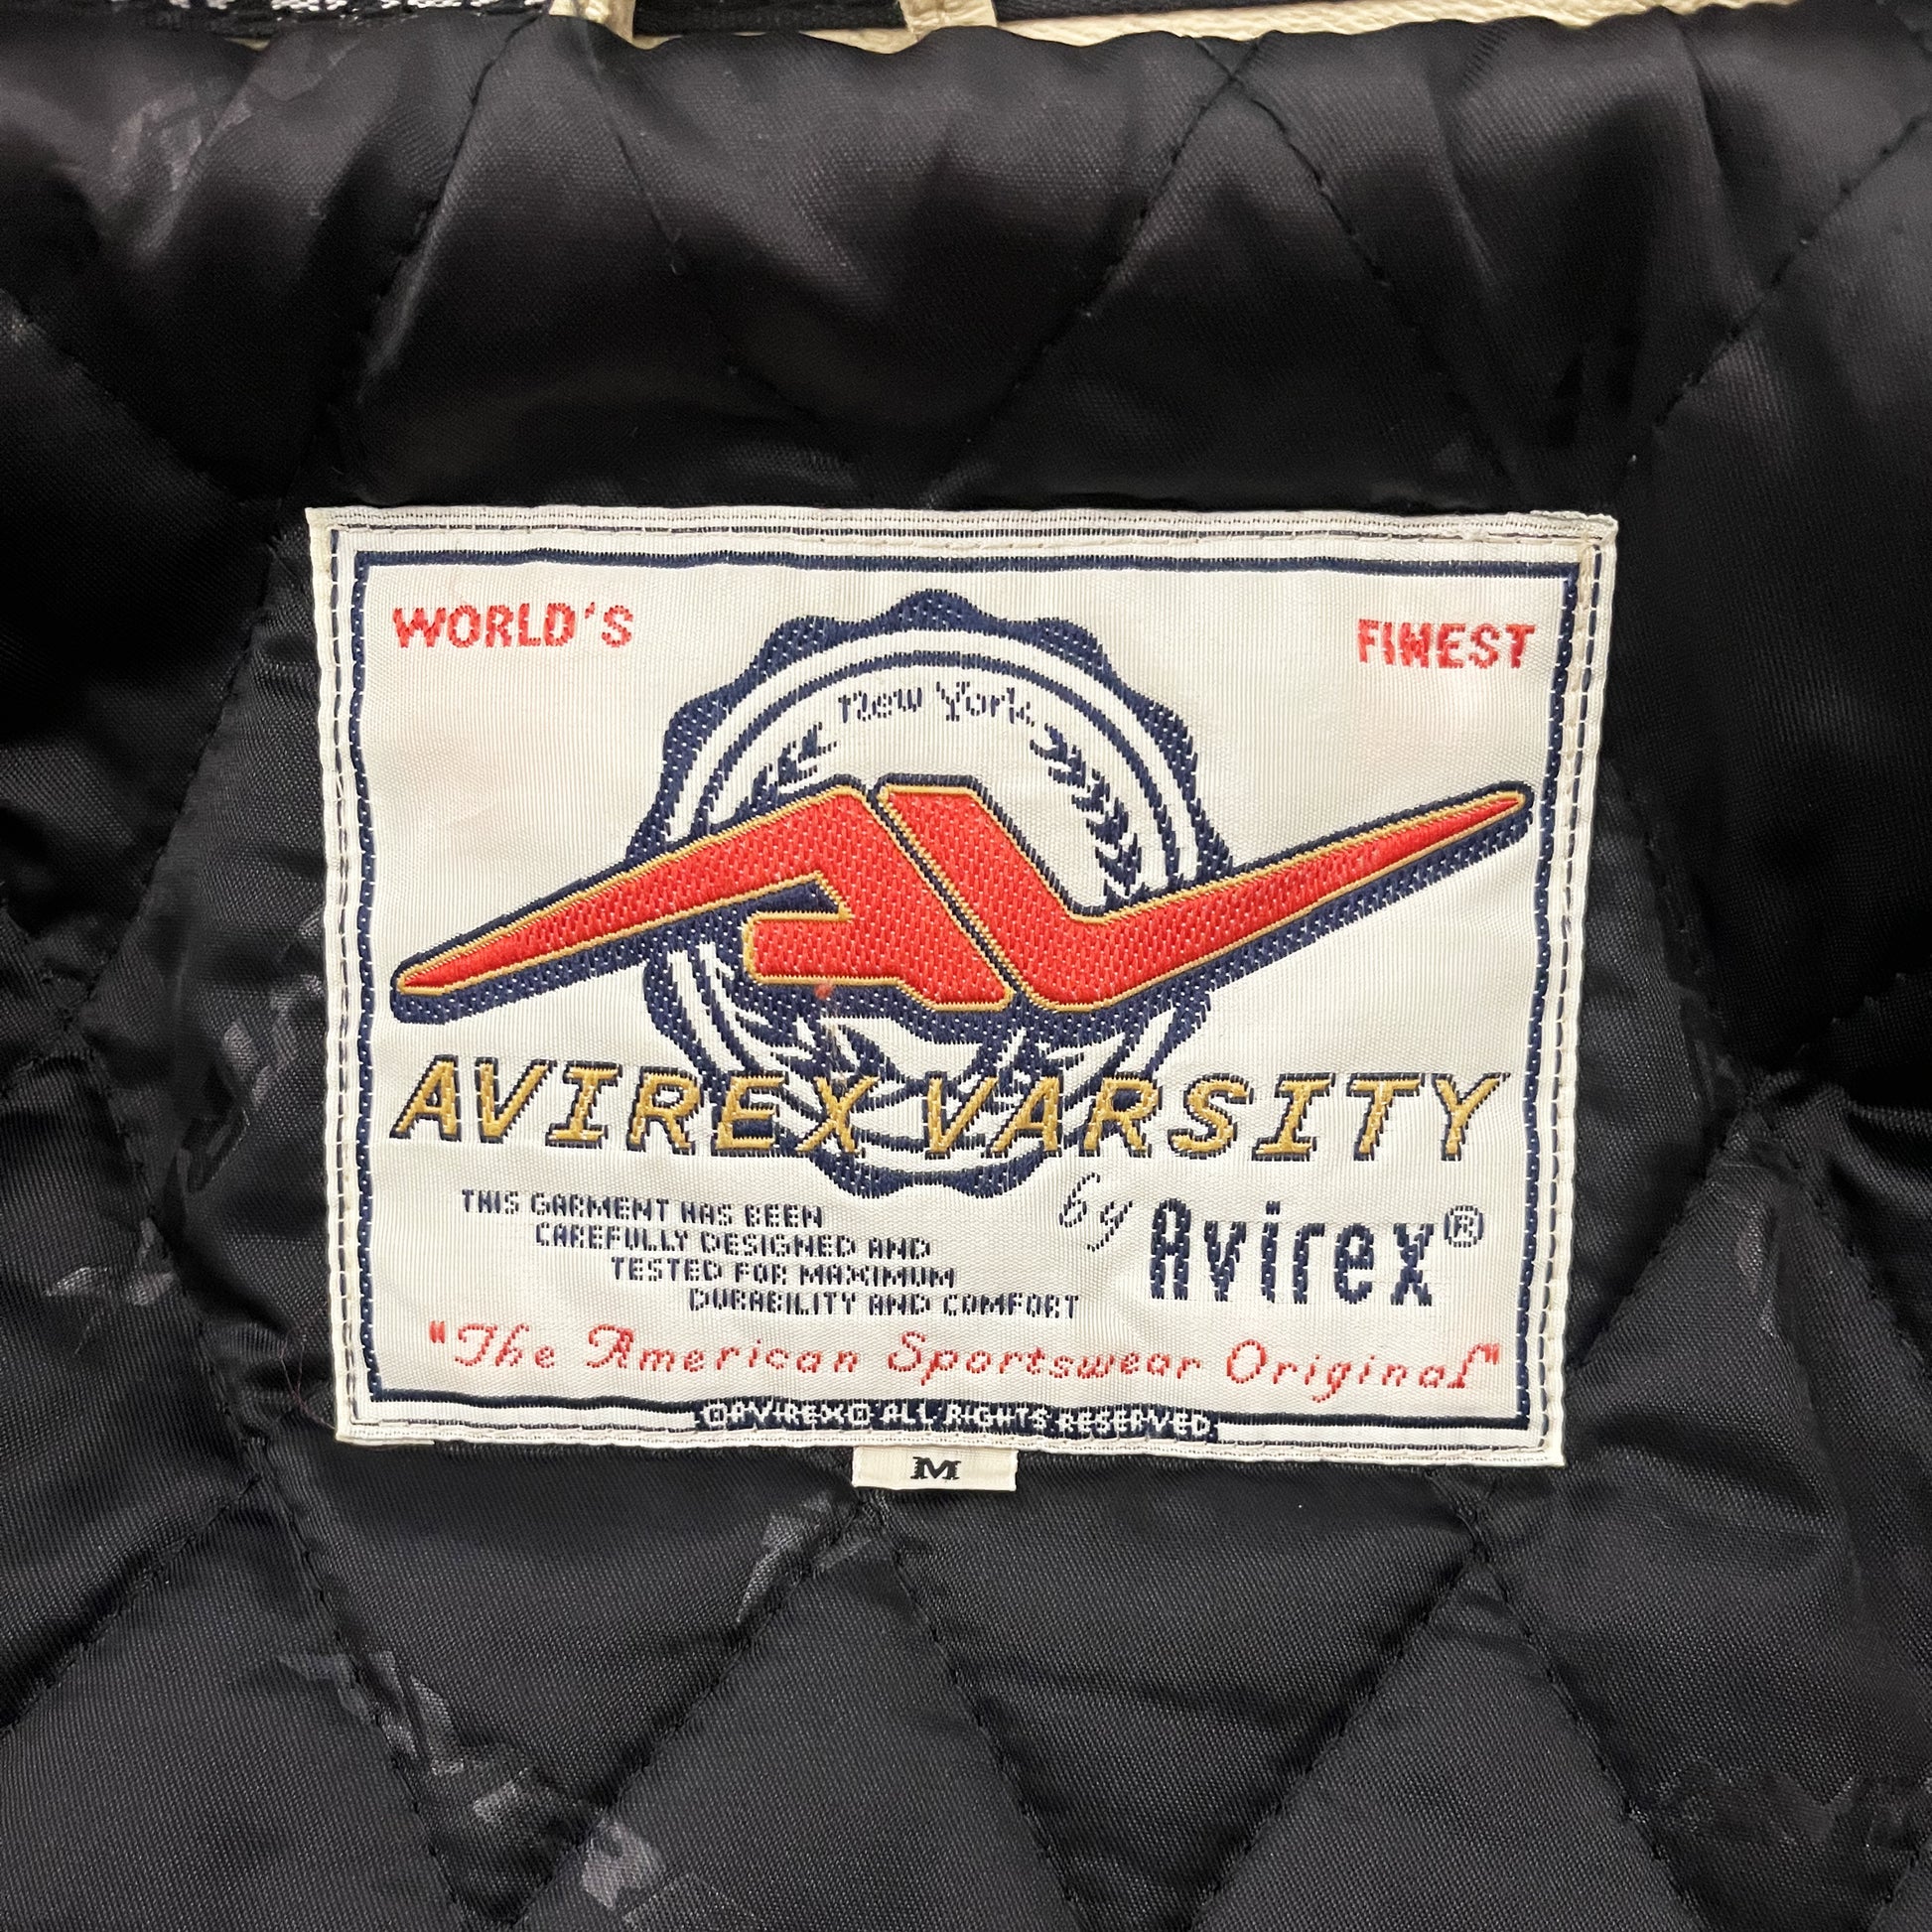 WORLD'S FINEST
New York
AVIREX VARSITY
by Avirex®
THIS GARMENT HAS BEEN
CAREFULLY DESIGNED AND
TESTED FOR MAXIMUM
DURABILITY AND COMFORT
"The American Sportswear Original"
©AVIREX© ALL RIGHTS RESERVED.
M